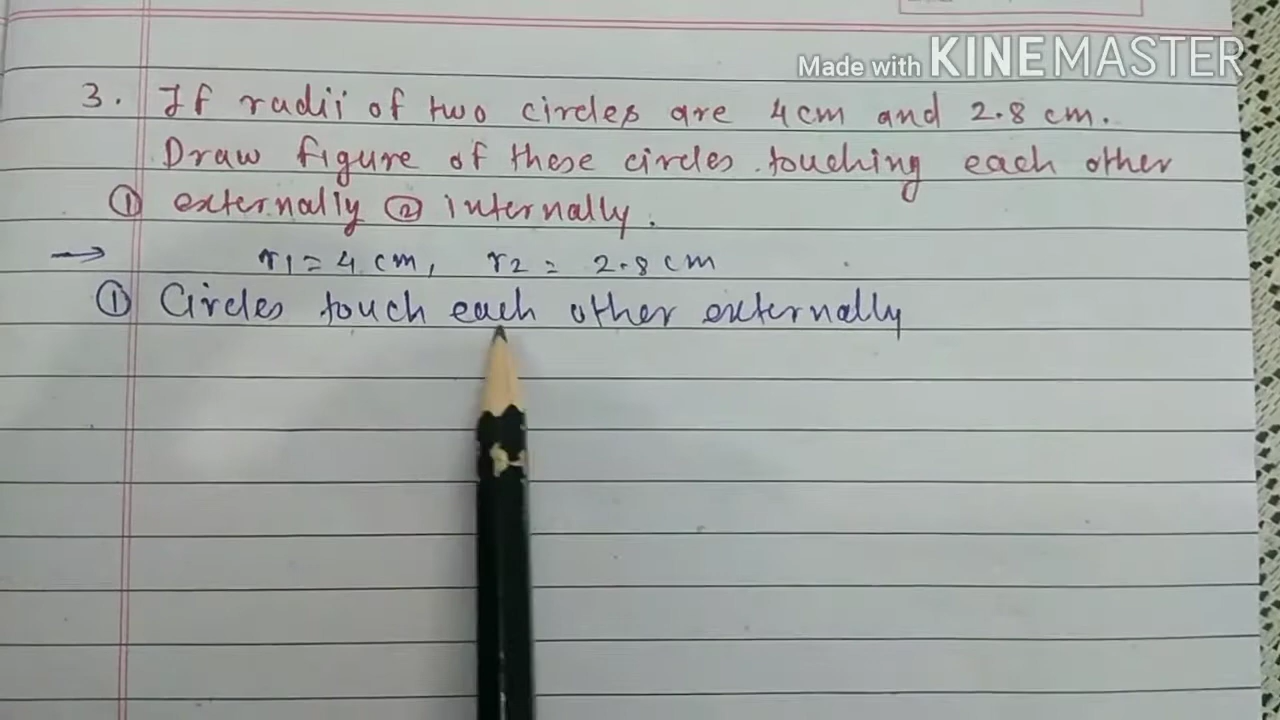 Made with KINEMASTER
3. If radii of two circles are 4cm and 2.8 cm.
Draw figure of these circles touching each other
① externally ② internally.
→ r1 = 4 cm, r2 = 2.8 cm
① Circles touch each other externally